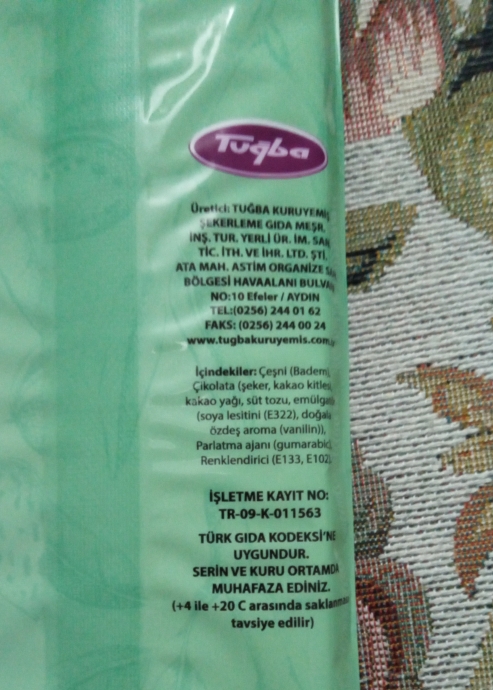 Tuğba
Üretici: TUĞBA KURUYEMİŞ
ŞEKERLEME GIDA MEŞR.
İNŞ. TUR. YERLİ ÜR. İM. SAN.
TİC. İTH. VE İHR. LTD. ŞTİ.
ATA MAH. ASTİM ORGANİZE
BÖLGESİ HAVAALANI
NO:10 Efeler / AYDIN
TEL:(0256) 244 01 62
FAKS: (0256) 244 00 24
www.tugbakuruyemis.com
İçindekiler: Çeşni (Badem),
Çikolata (şeker, kakao kitlesi,
kakao yağı, süt tozu,
(soya lesitini (E322), doğala
özdeş aroma (vanilin)),
Parlatma ajanı (gumarabic),
Renklendirici (E133, E102)
İŞLETME KAYIT NO:
TR-09-K-011563
TÜRK GIDA KODEKSİ'NE
UYGUNDUR.
SERİN VE KURU ORTAMDA
MUHAFAZA EDİNİZ.
(+4 ile +20 C arasında saklanması
tavsiye edilir)